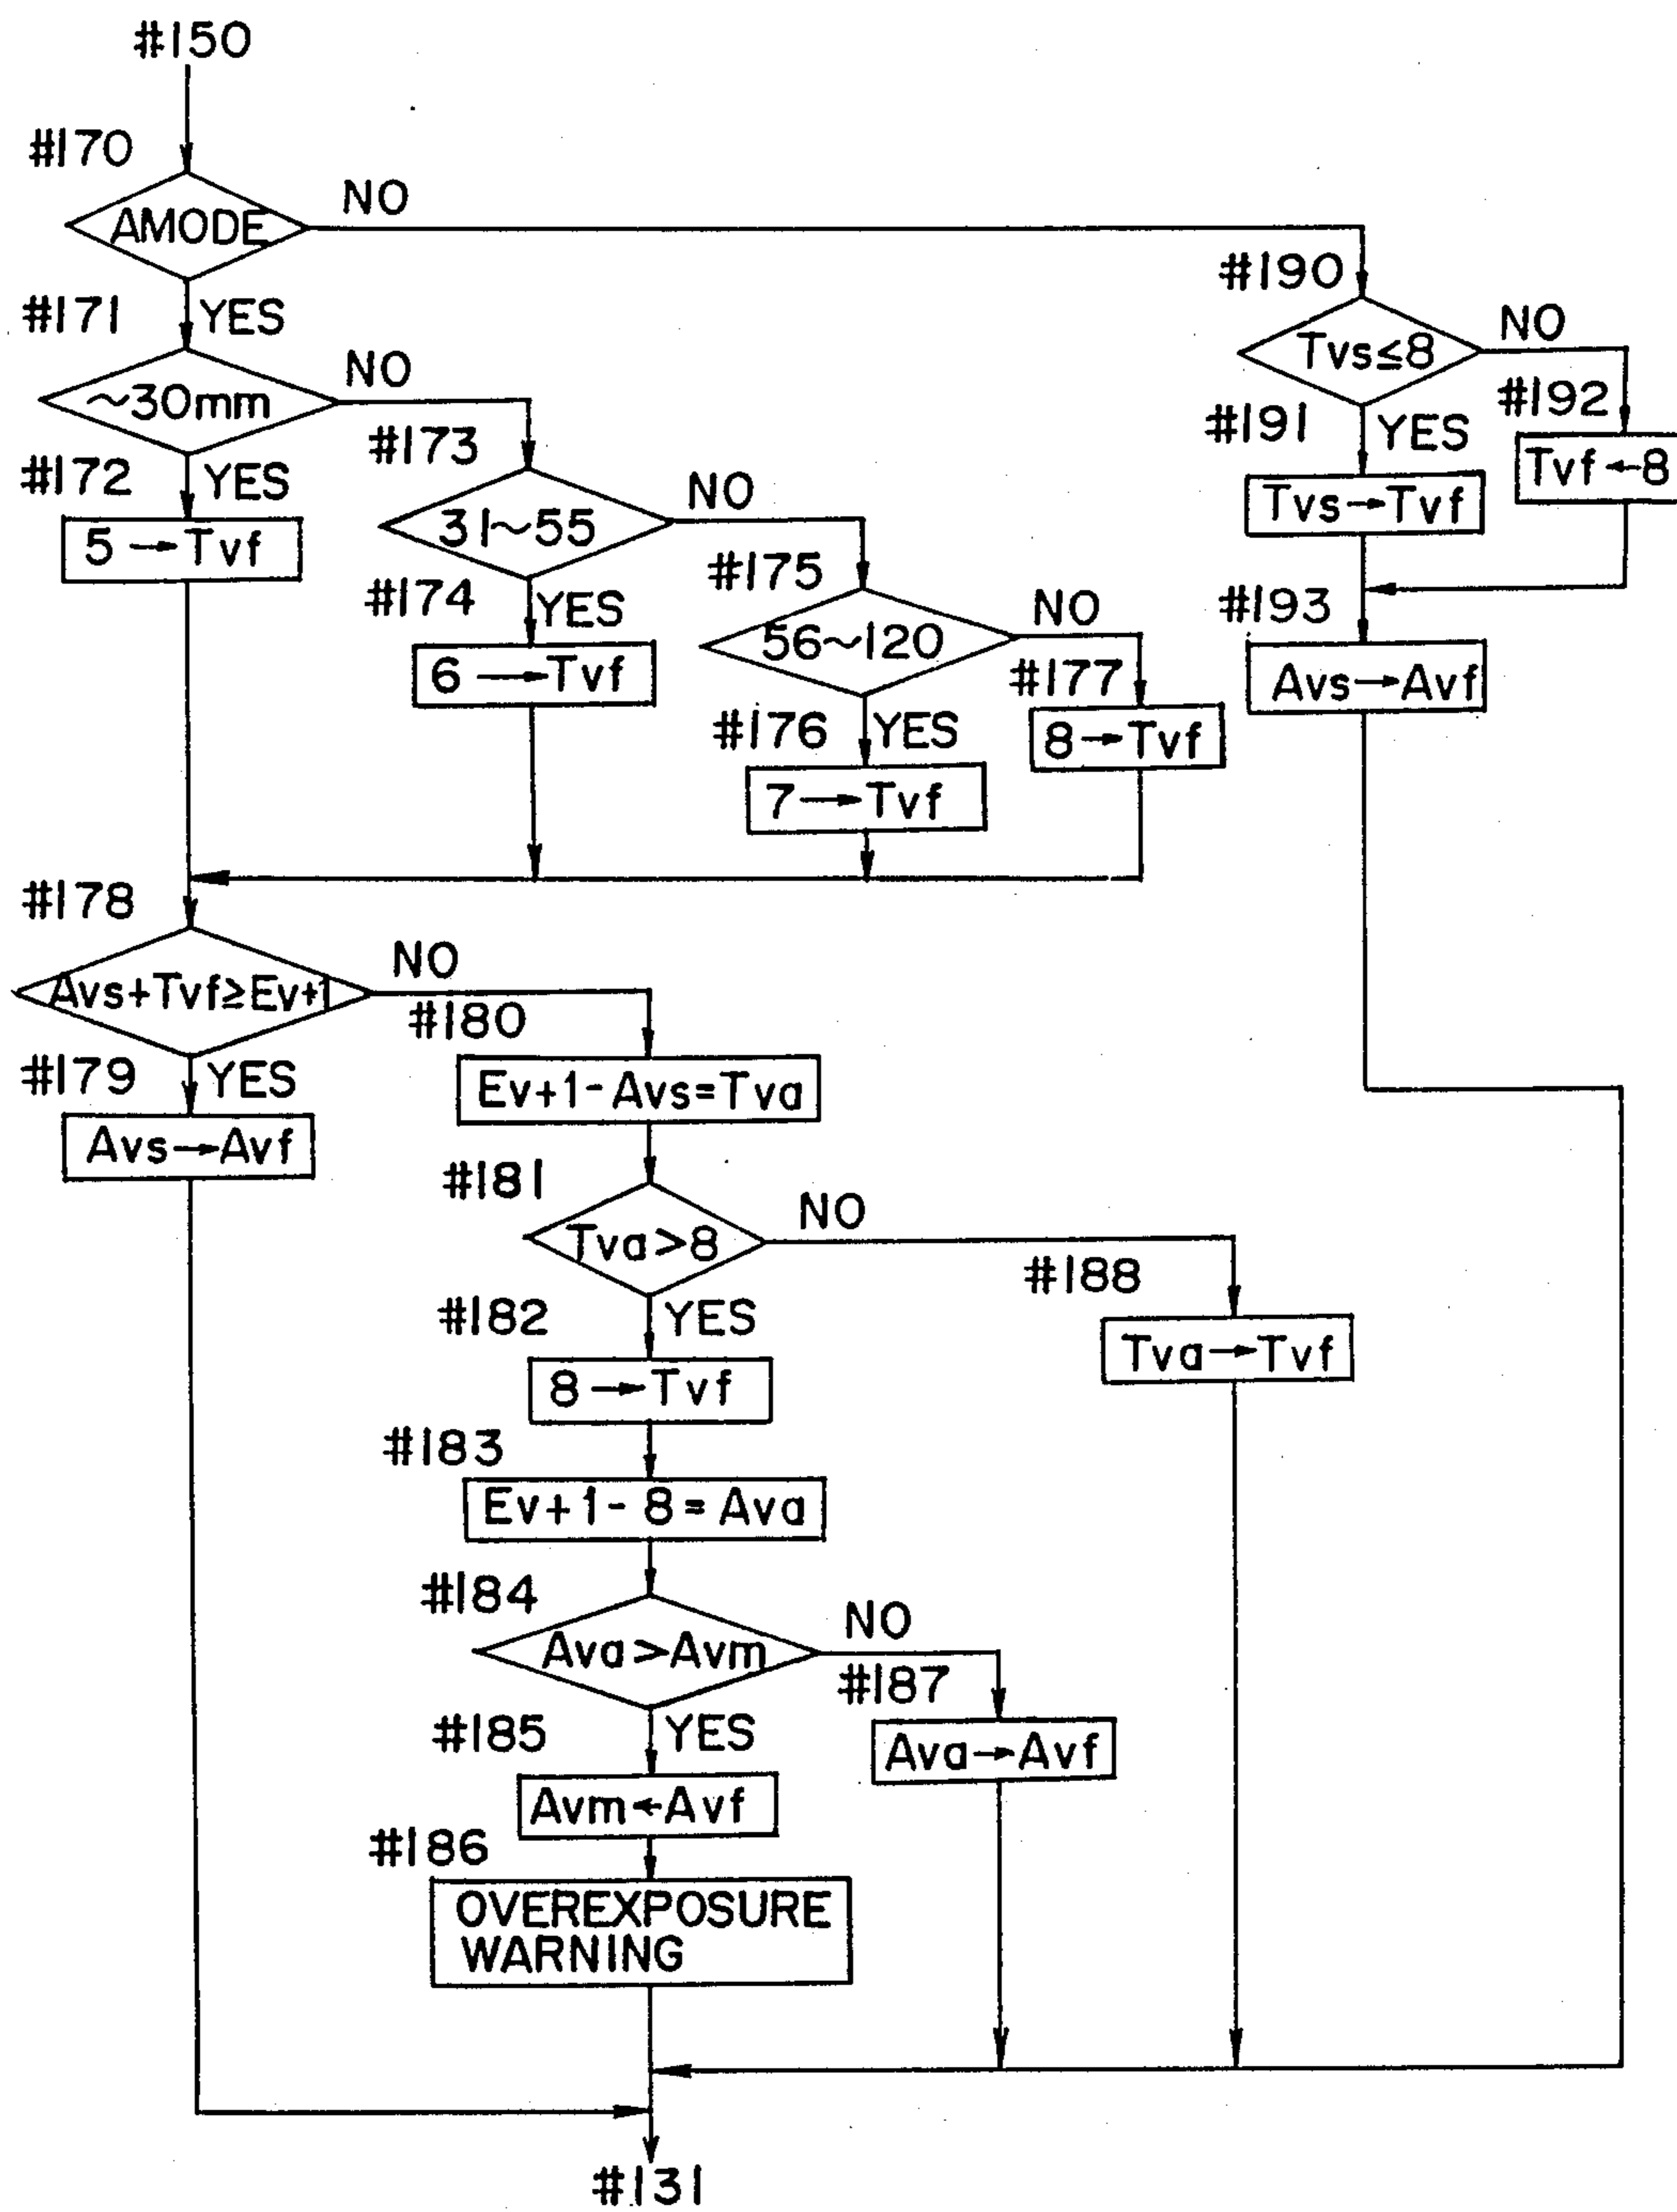 #150
#170
AMODE
NO
#171
YES
~30mm
NO
#172
YES
5→Tvf
#173
31~55
NO
#174
YES
6→Tvf
#175
56~120
NO
#176
YES
7→Tvf
#177
8→Tvf
#190
Tvs≤8
NO
#191
YES
Tvs→Tvf
#192
Tvf←8
#193
Avs→Avf
#178
Avs+Tvf≥Ev+1
NO
#179
YES
Avs→Avf
#180
Ev+1-Avs=Tva
#181
Tva>8
NO
#182
YES
8→Tvf
#188
Tva→Tvf
#183
Ev+1-8=Ava
#184
Ava>Avm
NO
#185
YES
Avm←Avf
#187
Ava→Avf
#186
OVEREXPOSURE
WARNING
#131